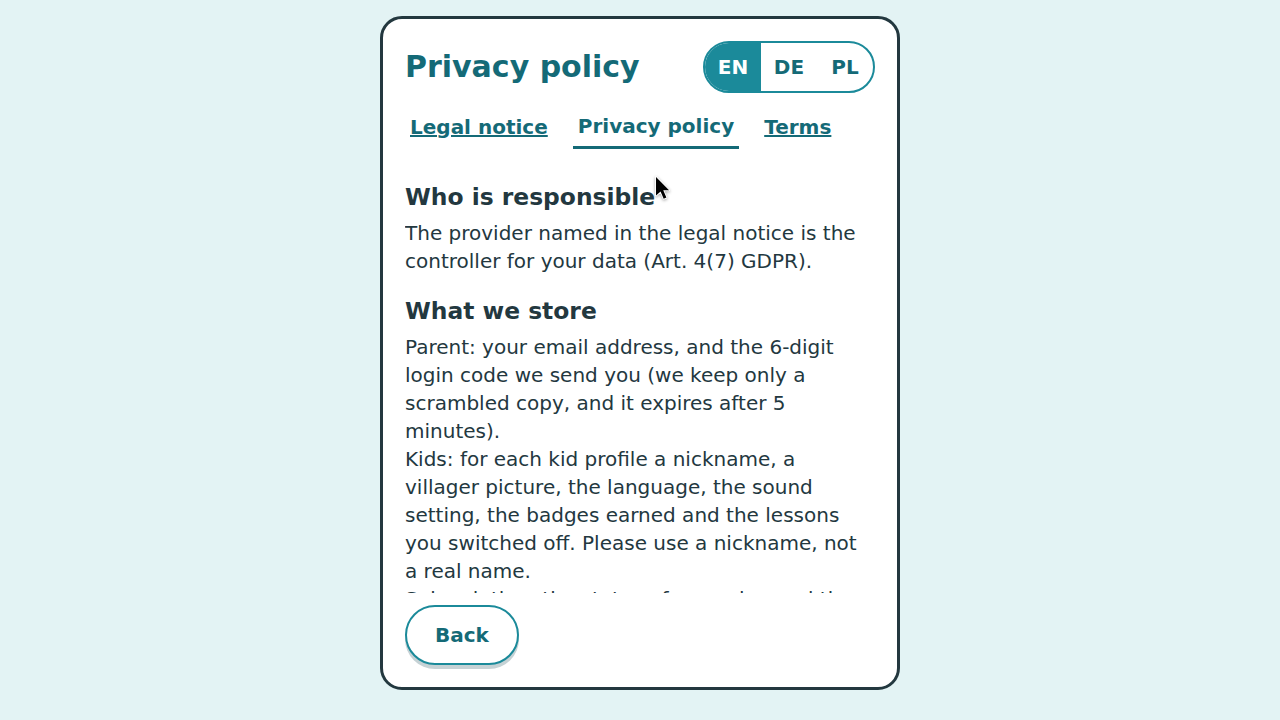 Privacy policy
EN DE PL
Legal notice Privacy policy Terms
Who is responsible
The provider named in the legal notice is the
controller for your data (Art. 4(7) GDPR).
What we store
Parent: your email address, and the 6-digit
login code we send you (we keep only a
scrambled copy, and it expires after 5
minutes).
Kids: for each kid profile a nickname, a
villager picture, the language, the sound
setting, the badges earned and the lessons
you switched off. Please use a nickname, not
a real name.
Back